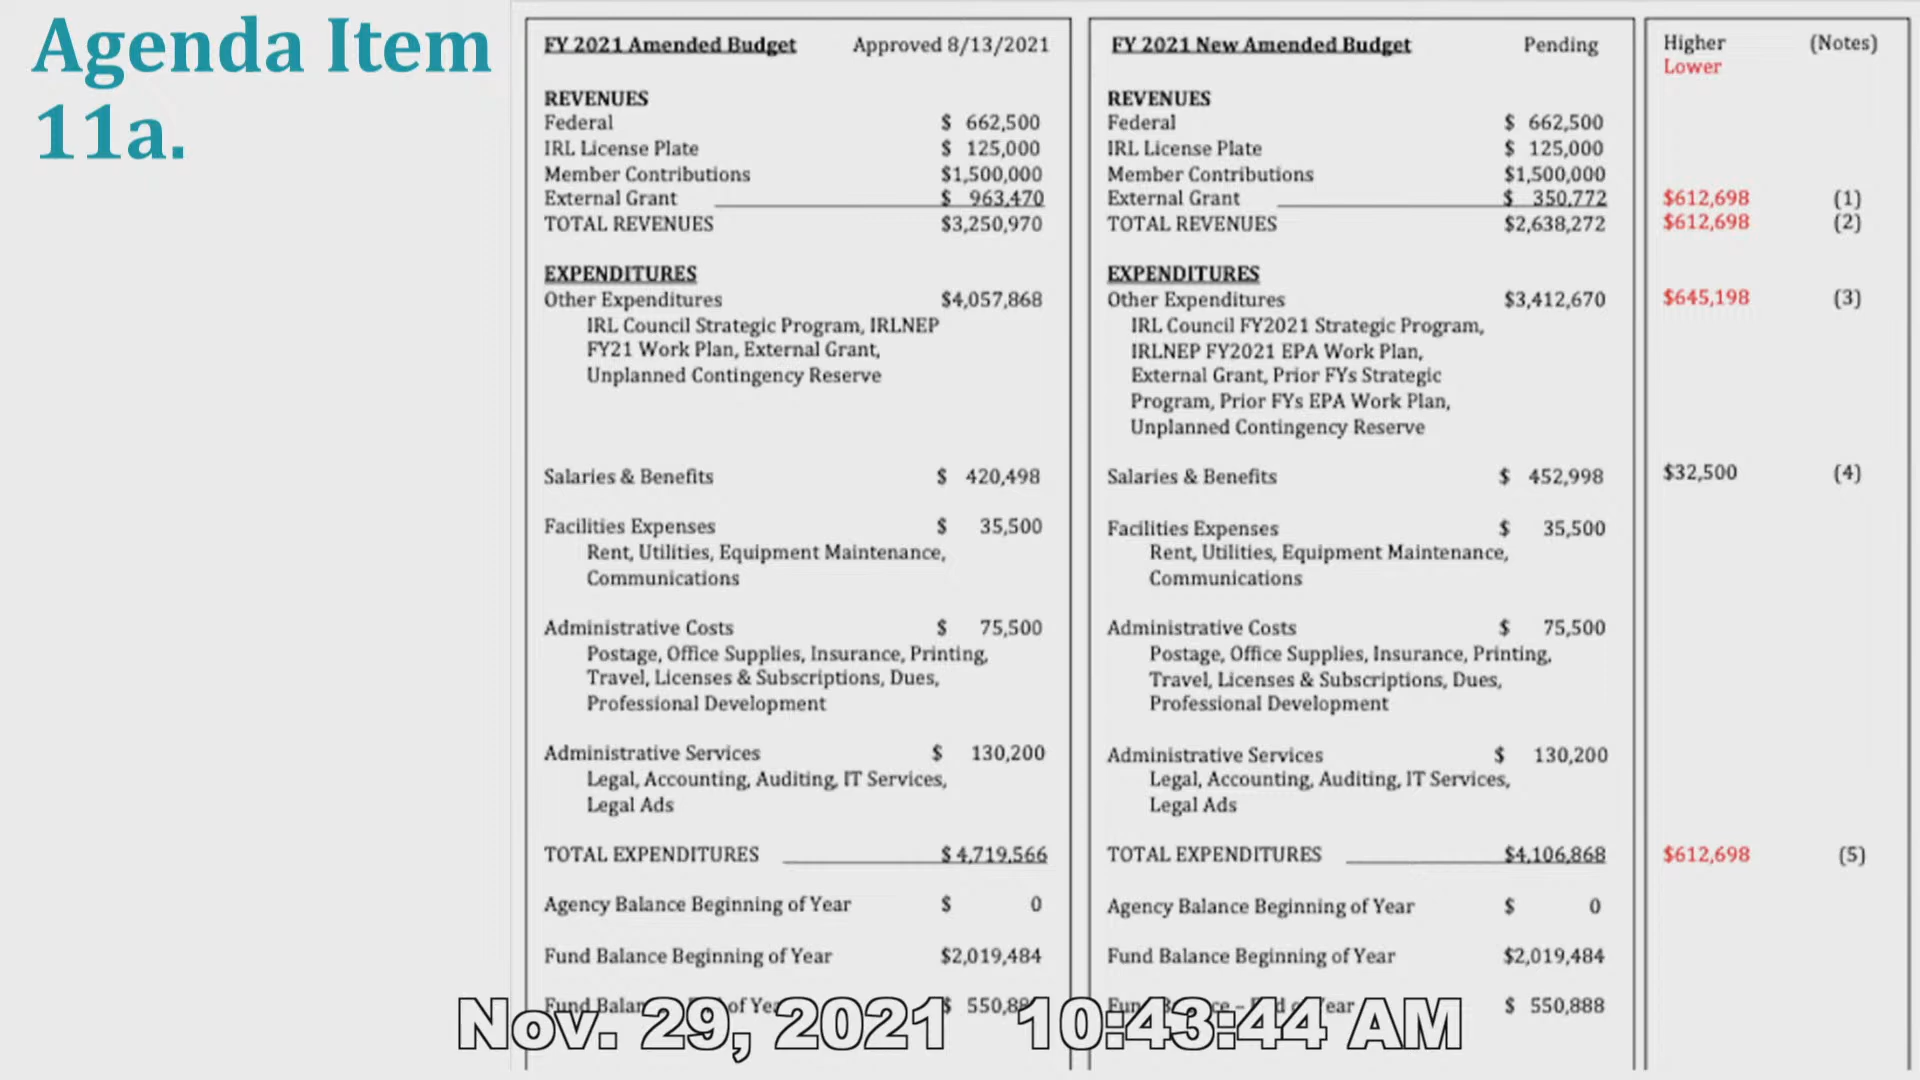 Agenda Item
11a.
FY 2021 Amended Budget Approved 8/13/2021
REVENUES
Federal $ 662,500
IRL License Plate $ 125,000
Member Contributions $1,500,000
External Grant $ 963,470
TOTAL REVENUES $3,250,970
EXPENDITURES
Other Expenditures $4,057,868
IRL Council Strategic Program, IRLNEP
FY21 Work Plan, External Grant,
Unplanned Contingency Reserve
Salaries & Benefits $ 420,498
Facilities Expenses $ 35,500
Rent, Utilities, Equipment Maintenance,
Communications
Administrative Costs $ 75,500
Postage, Office Supplies, Insurance, Printing,
Travel, Licenses & Subscriptions, Dues,
Professional Development
Administrative Services $ 130,200
Legal, Accounting, Auditing, IT Services,
Legal Ads
TOTAL EXPENDITURES $ 4,719,566
Agency Balance Beginning of Year $ 0
Fund Balance Beginning of Year $2,019,484
FY 2021 New Amended Budget Pending
REVENUES
Federal $ 662,500
IRL License Plate $ 125,000
Member Contributions $1,500,000
External Grant $ 350,772
TOTAL REVENUES $2,638,272
EXPENDITURES
Other Expenditures $3,412,670
IRL Council FY2021 Strategic Program,
IRLNEP FY2021 EPA Work Plan,
External Grant, Prior FYs Strategic
Program, Prior FYs EPA Work Plan,
Unplanned Contingency Reserve
Salaries & Benefits $ 452,998
Facilities Expenses $ 35,500
Rent, Utilities, Equipment Maintenance,
Communications
Administrative Costs $ 75,500
Postage, Office Supplies, Insurance, Printing,
Travel, Licenses & Subscriptions, Dues,
Professional Development
Administrative Services $ 130,200
Legal, Accounting, Auditing, IT Services,
Legal Ads
TOTAL EXPENDITURES $4,106,868
Agency Balance Beginning of Year $ 0
Fund Balance Beginning of Year $2,019,484
$ 550,888
Higher (Notes)
Lower
$612,698 (1)
$612,698 (2)
$645,198 (3)
$32,500 (4)
$612,698 (5)
Nov. 29, 2021 10:43:44 AM